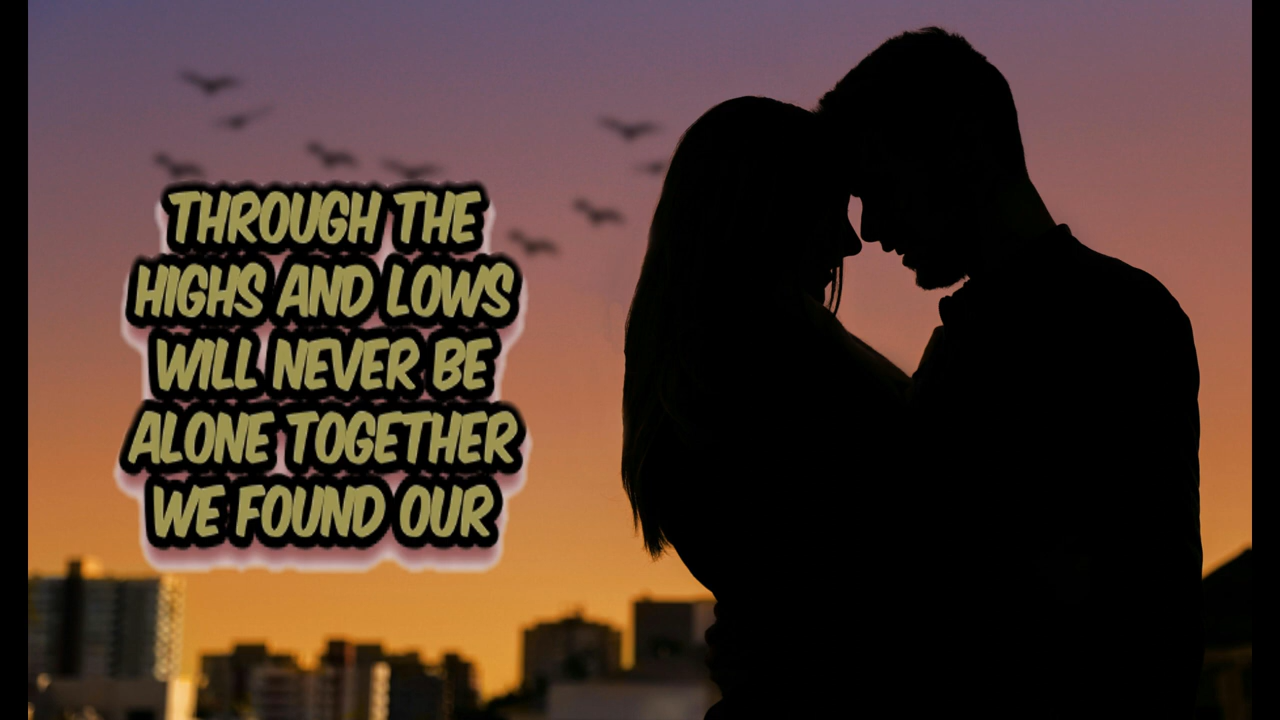 THROUGH THE
HIGHS AND LOWS
WILL NEVER BE
ALONE TOGETHER
WE FOUND OUR